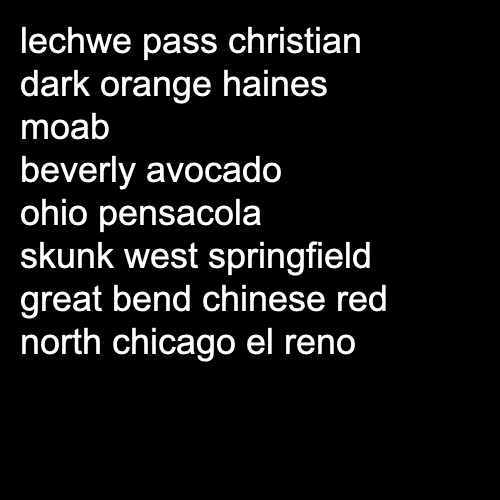 lechwe pass christian
dark orange haines
moab
beverly avocado
ohio pensacola
skunk west springfield
great bend chinese red
north chicago el reno